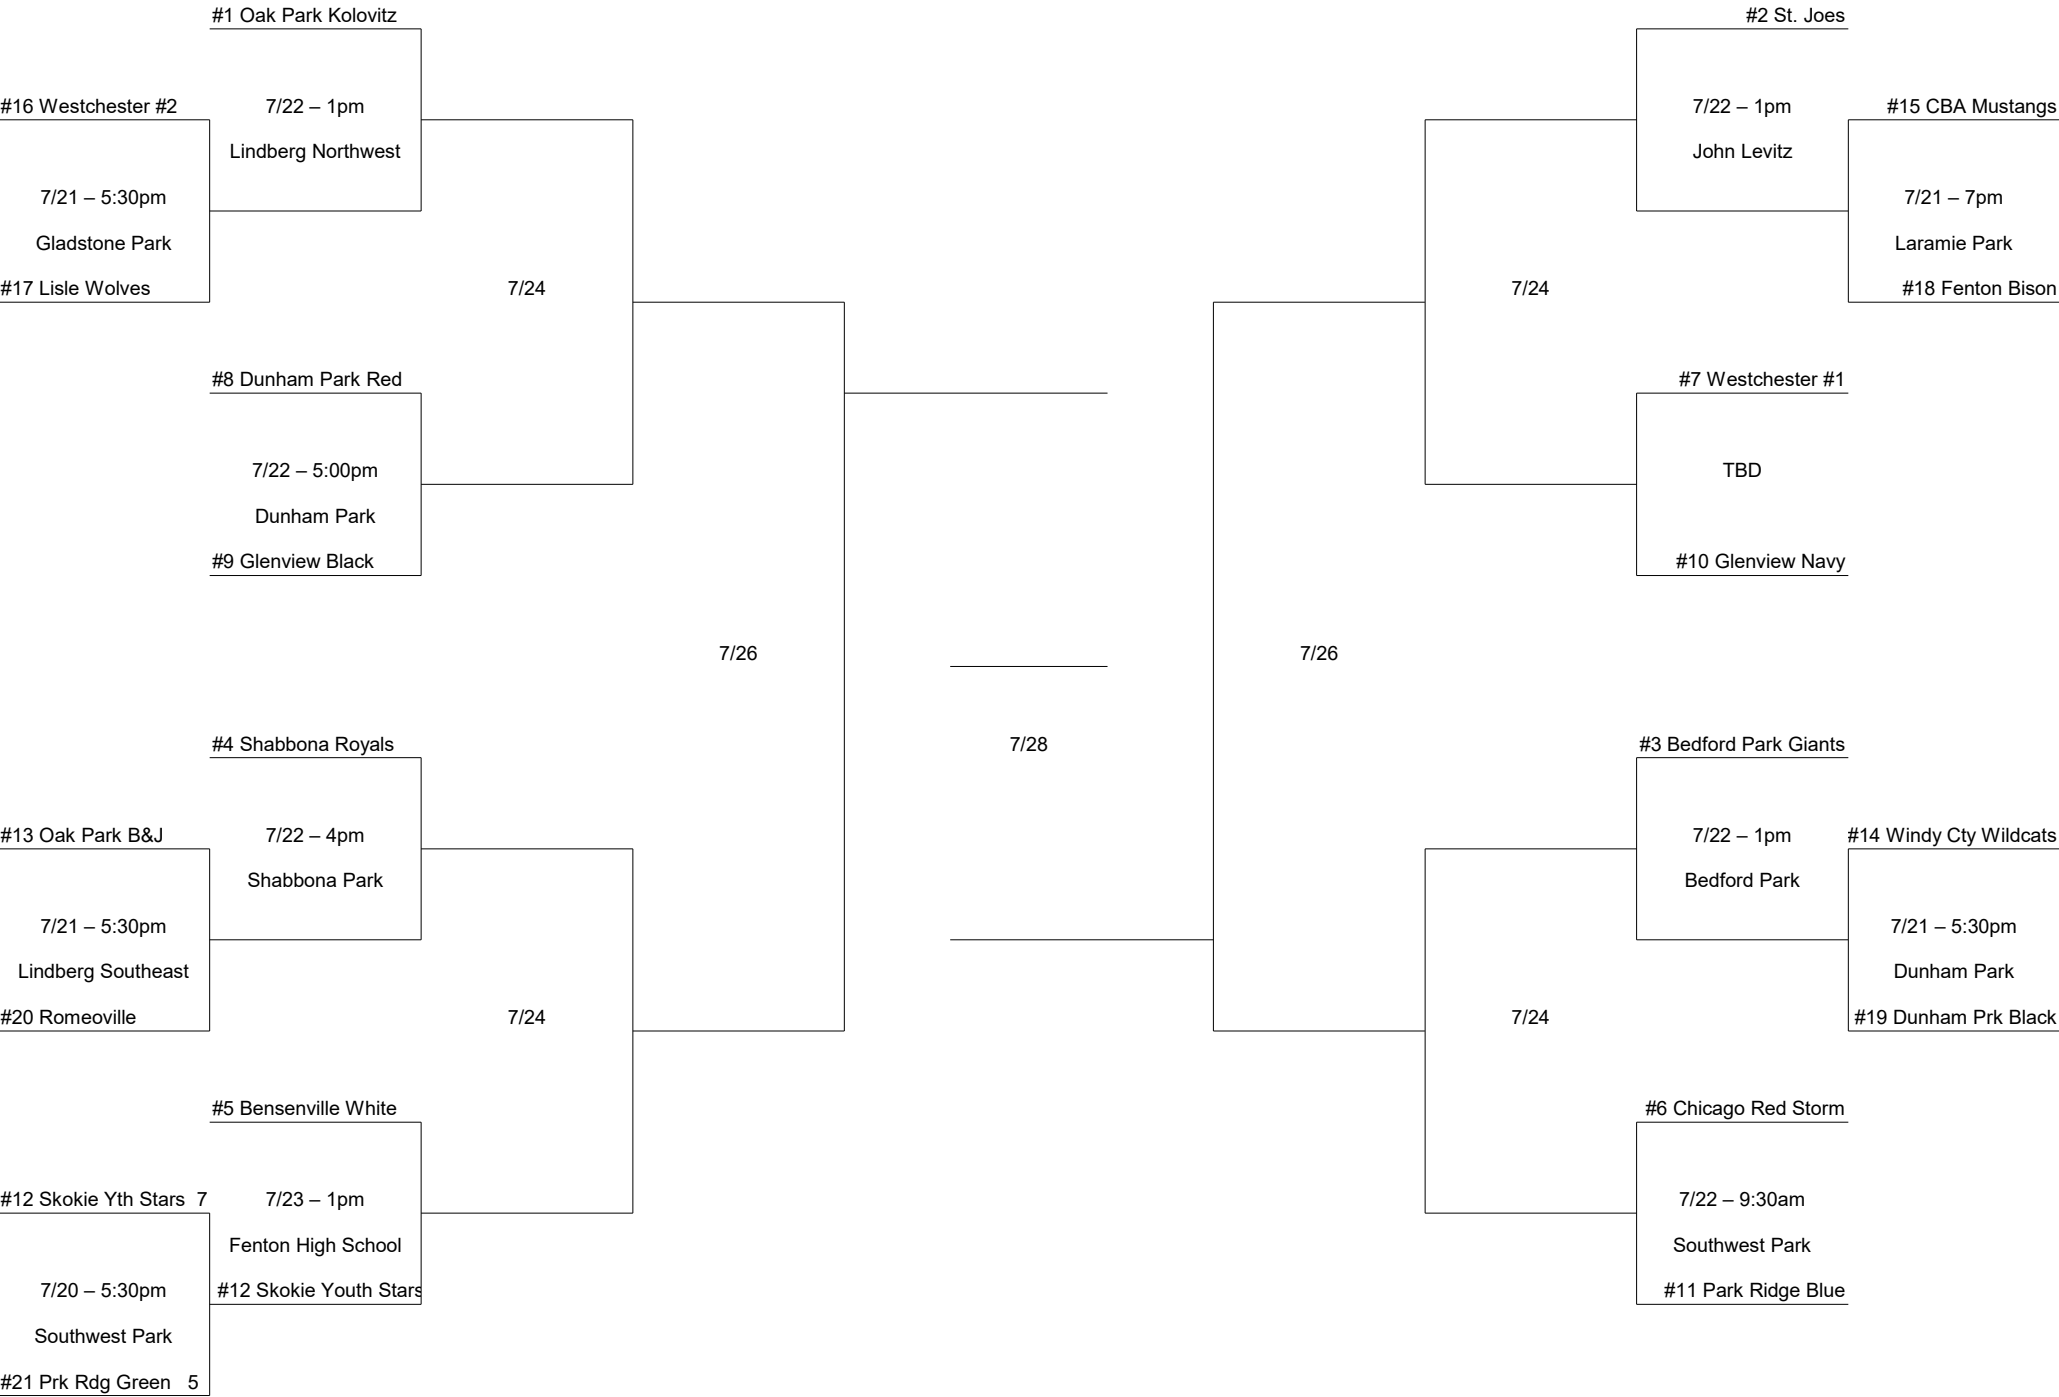 #1 Oak Park Kolovitz
#2 St. Joes
#16 Westchester #2
7/22 – 1pm
7/22 – 1pm
#15 CBA Mustangs
Lindberg Northwest
John Levitz
7/21 – 5:30pm
7/21 – 7pm
Gladstone Park
Laramie Park
#17 Lisle Wolves
7/24
7/24
#18 Fenton Bison
#8 Dunham Park Red
#7 Westchester #1
7/22 – 5:00pm
TBD
Dunham Park
#9 Glenview Black
#10 Glenview Navy
7/26
7/26
#4 Shabbona Royals
7/28
#3 Bedford Park Giants
#13 Oak Park B&J
7/22 – 4pm
7/22 – 1pm
#14 Windy Cty Wildcats
Shabbona Park
Bedford Park
7/21 – 5:30pm
7/21 – 5:30pm
Lindberg Southeast
Dunham Park
#20 Romeoville
7/24
7/24
#19 Dunham Prk Black
#5 Bensenville White
#6 Chicago Red Storm
#12 Skokie Yth Stars 7
7/23 – 1pm
7/22 – 9:30am
Fenton High School
Southwest Park
7/20 – 5:30pm
#12 Skokie Youth Stars
#11 Park Ridge Blue
Southwest Park
#21 Prk Rdg Green 5